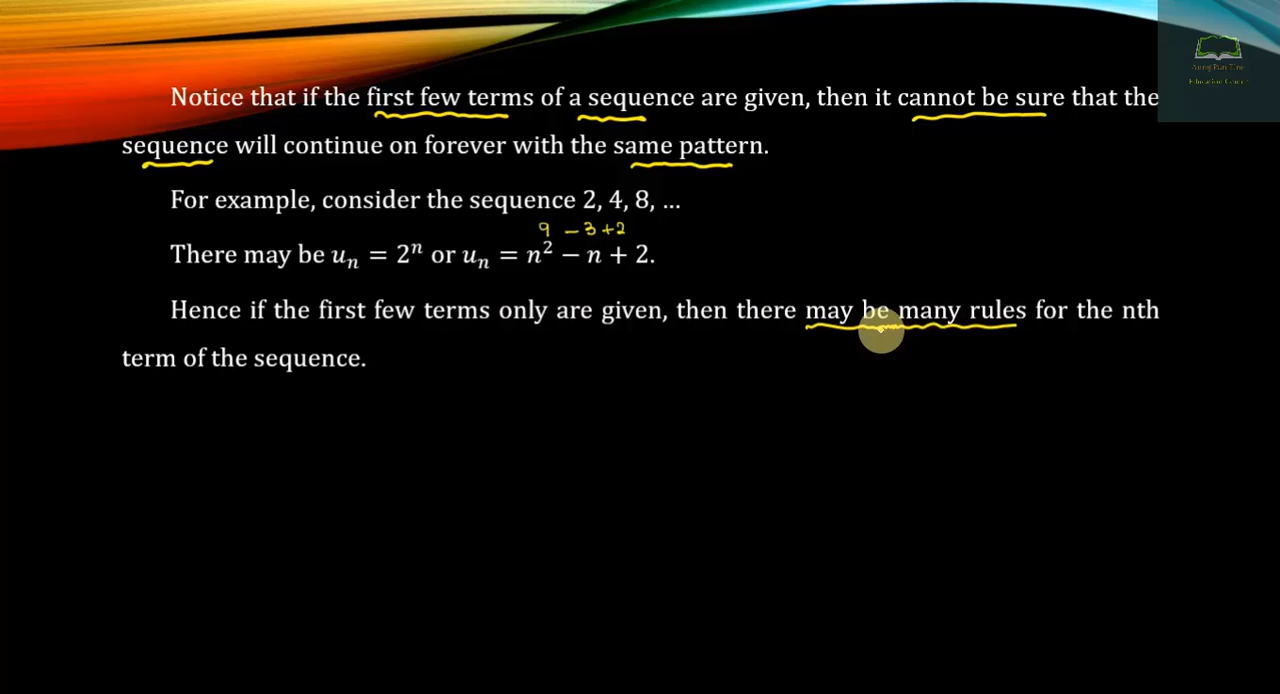 Notice that if the first few terms of a sequence are given, then it cannot be sure that the
sequence will continue on forever with the same pattern.
For example, consider the sequence 2, 4, 8, ...
9 – 3 + 2
There may be uₙ = 2ⁿ or uₙ = n² − n + 2.
Hence if the first few terms only are given, then there may be many rules for the nth
term of the sequence.